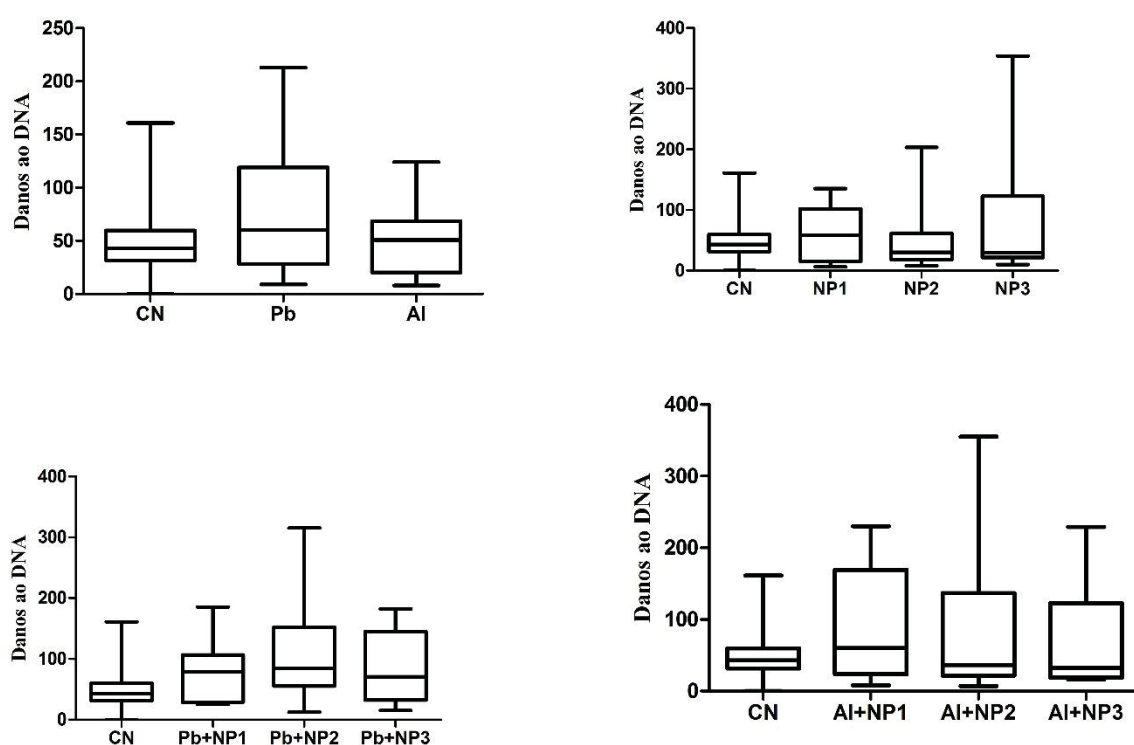 250
200
150
100
50
0
Danos ao DNA
CN Pb Al
400
300
200
100
0
Danos ao DNA
CN NP1 NP2 NP3
400
300
200
100
0
Danos ao DNA
CN Pb+NP1 Pb+NP2 Pb+NP3
400
300
200
100
0
Danos ao DNA
CN Al+NP1 Al+NP2 Al+NP3